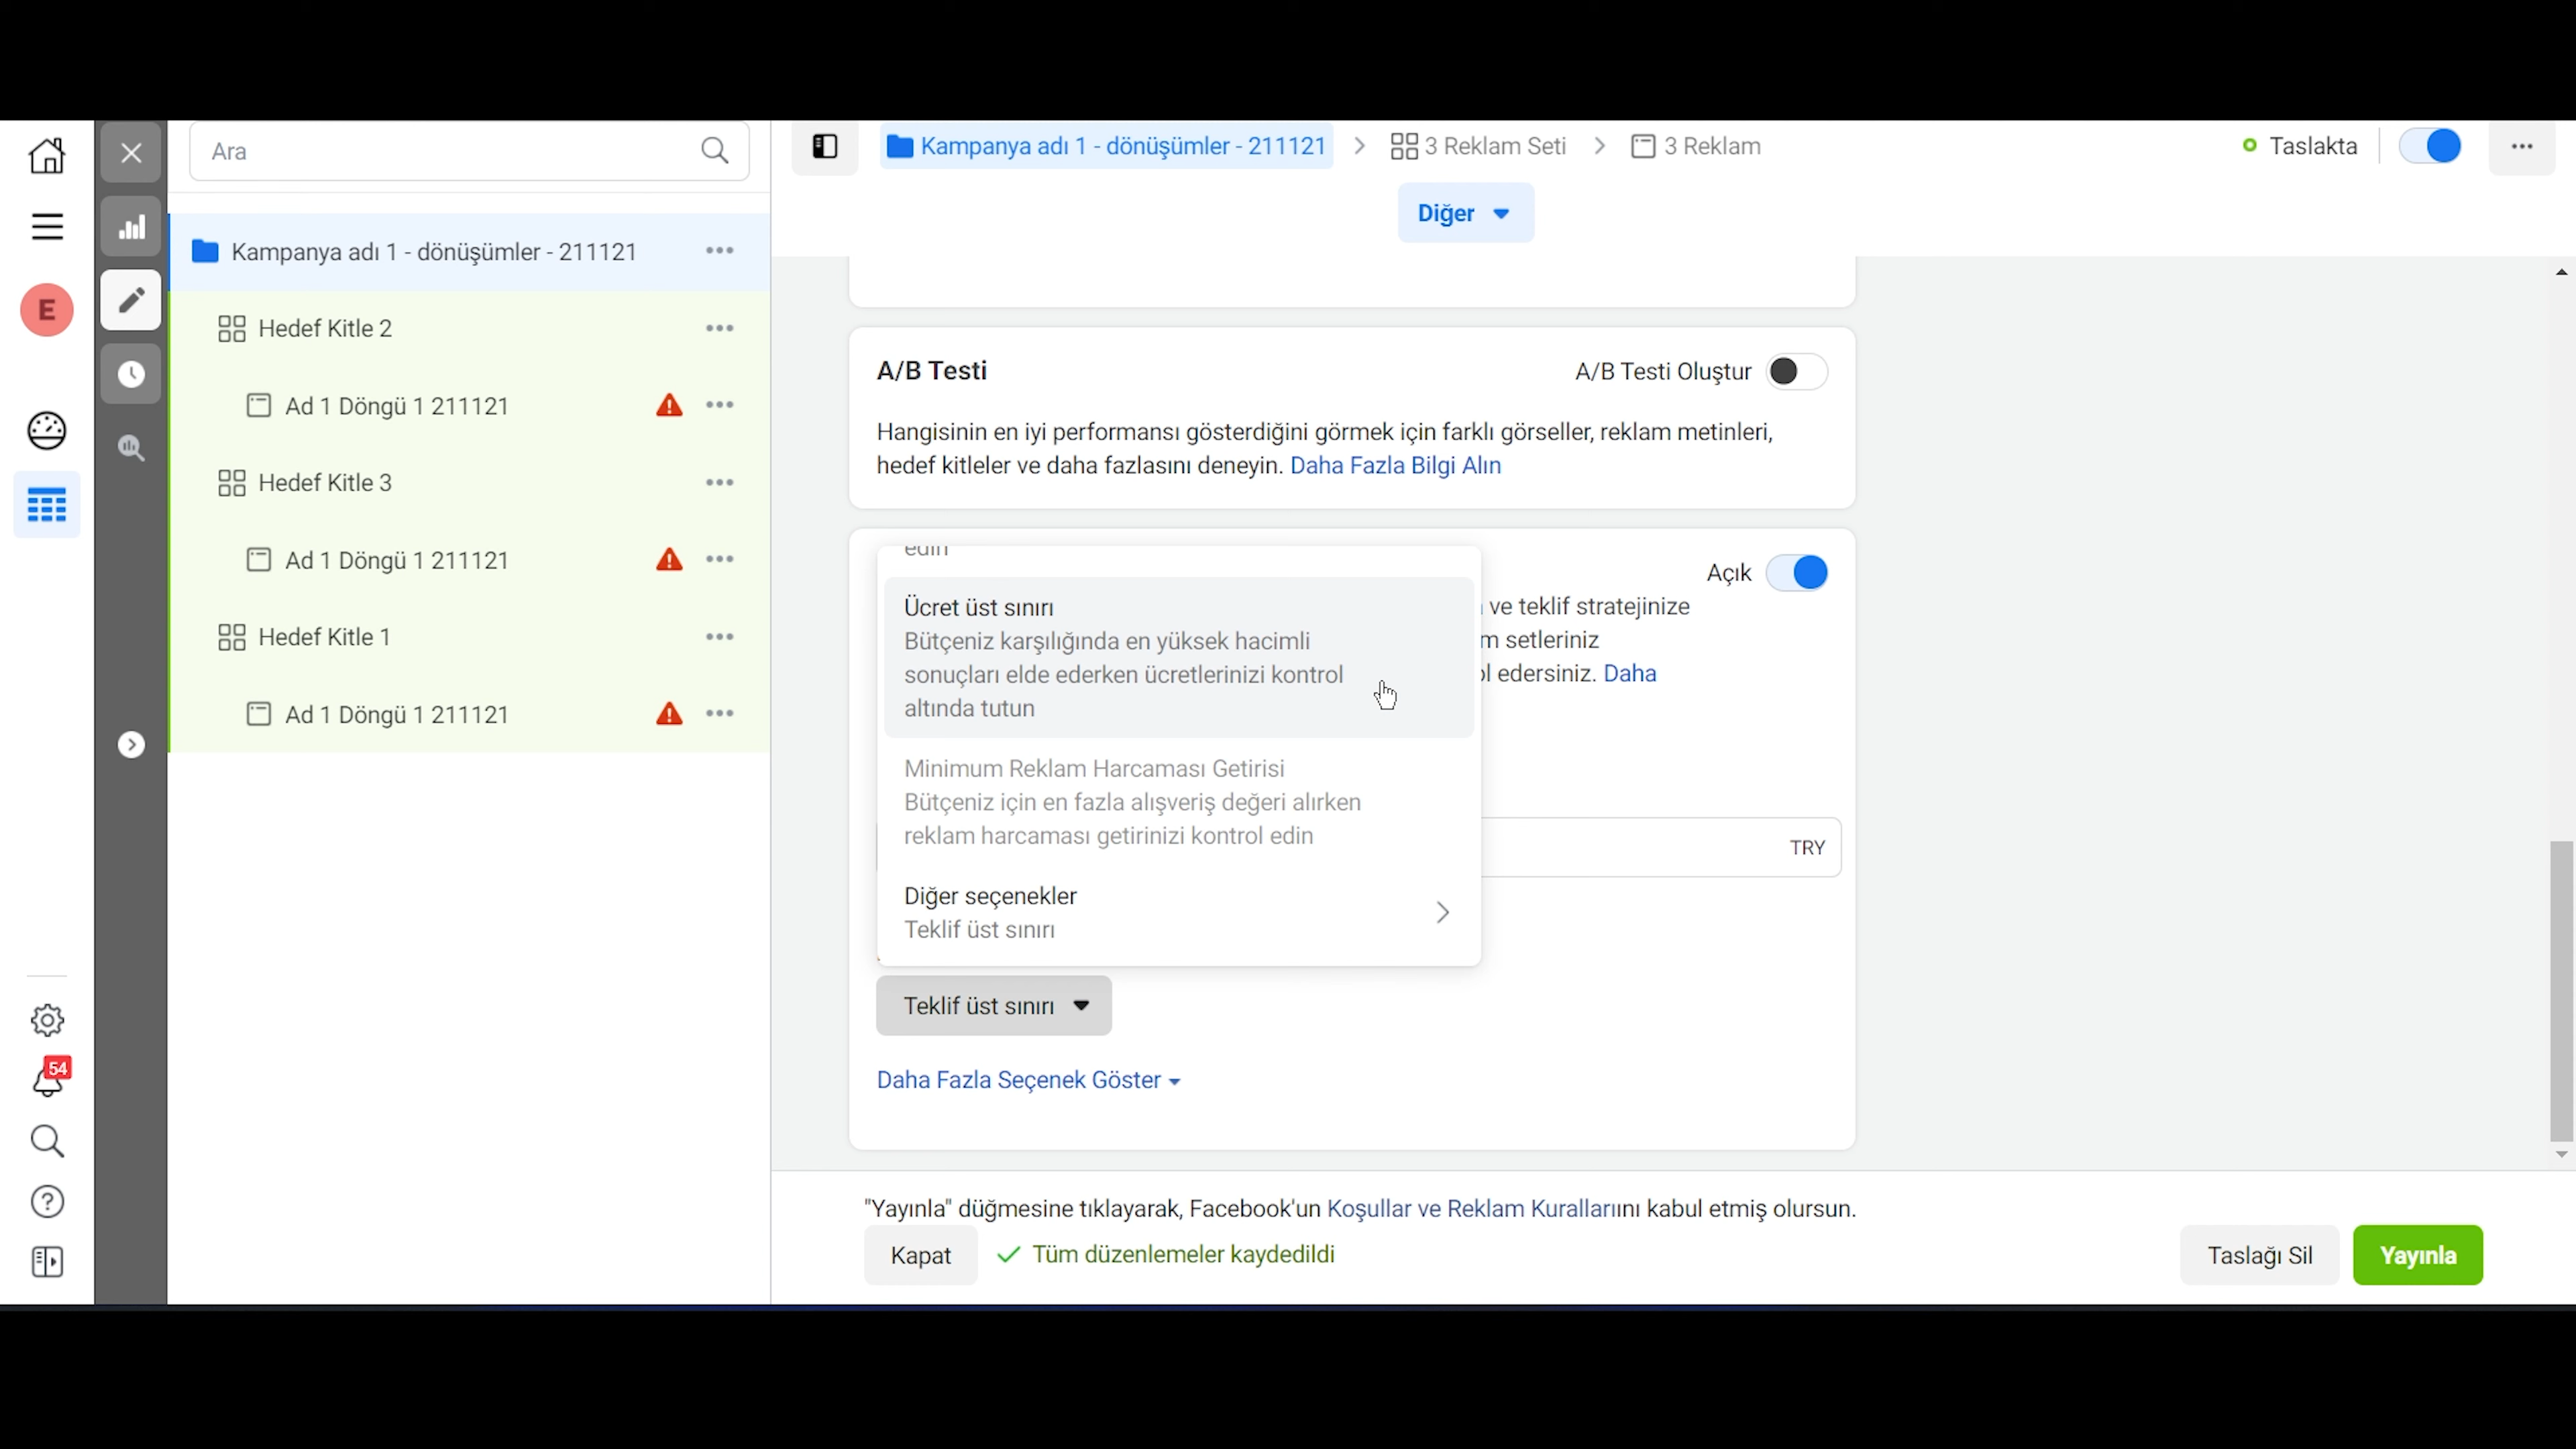 Ara
Kampanya adı 1 - dönüşümler - 211121
3 Reklam Seti
3 Reklam
Taslakta
Diğer
Kampanya adı 1 - dönüşümler - 211121
E
Hedef Kitle 2
Ad 1 Döngü 1 211121
Hedef Kitle 3
Ad 1 Döngü 1 211121
Hedef Kitle 1
Ad 1 Döngü 1 211121
54
A/B Testi
A/B Testi Oluştur
Hangisinin en iyi performansı gösterdiğini görmek için farklı görseller, reklam metinleri,
hedef kitleler ve daha fazlasını deneyin. Daha Fazla Bilgi Alın
edin
Açık
Ücret üst sınırı
Bütçeniz karşılığında en yüksek hacimli
sonuçları elde ederken ücretlerinizi kontrol
altında tutun
ve teklif stratejinize
m setleriniz
ol edersiniz. Daha
Minimum Reklam Harcaması Getirisi
Bütçeniz için en fazla alışveriş değeri alırken
reklam harcaması getirinizi kontrol edin
TRY
Diğer seçenekler
Teklif üst sınırı
Teklif üst sınırı
Daha Fazla Seçenek Göster
"Yayınla" düğmesine tıklayarak, Facebook'un Koşullar ve Reklam Kurallarıını kabul etmiş olursun.
Kapat
Tüm düzenlemeler kaydedildi
Taslağı Sil
Yayınla